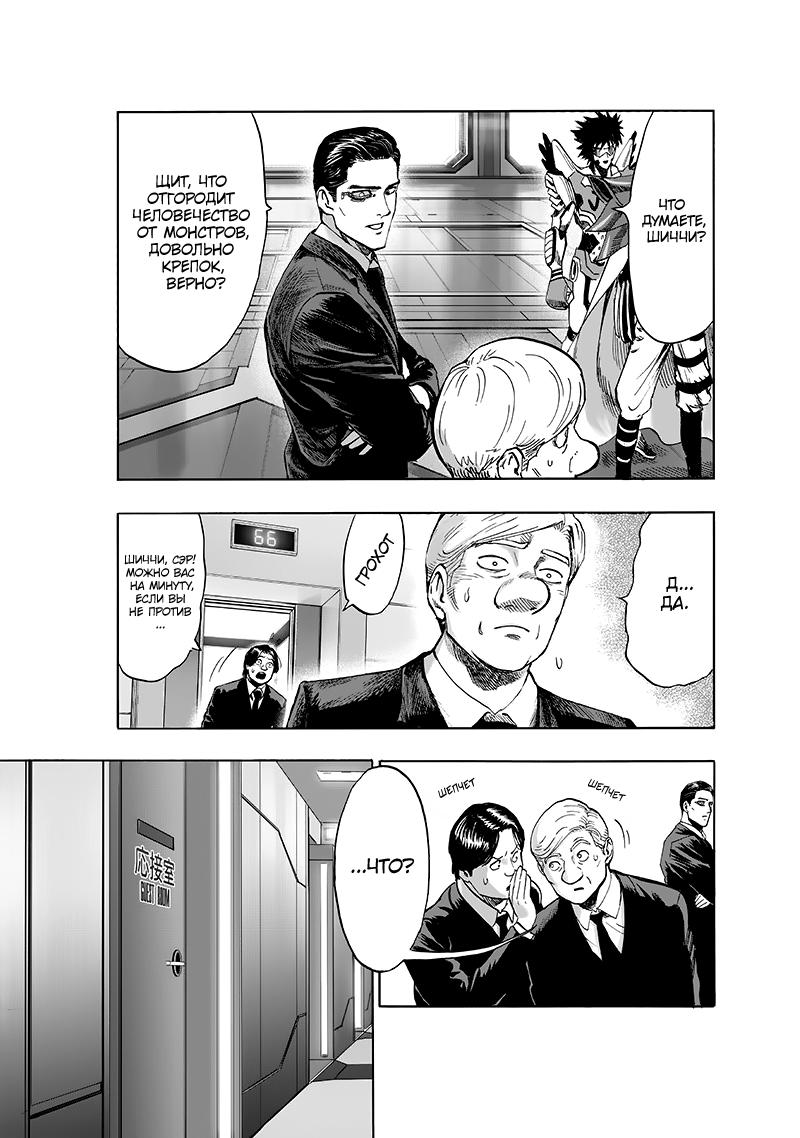 ЧТО
ДУМАЕТЕ,
ШИЧЧИ?
ЩИТ, ЧТО
ОТГОРОДИТ
ЧЕЛОВЕЧЕСТВО
ОТ МОНСТРОВ,
ДОВОЛЬНО
КРЕПОК,
ВЕРНО?
Д...
ДА.
ГРОХОТ
66
ШИЧЧИ, СЭР!
МОЖНО ВАС
НА МИНУТУ,
ЕСЛИ ВЫ
НЕ ПРОТИВ
...
ШЕПЧЕТ
ШЕПЧЕТ
...ЧТО?
応接室
GUEST ROOM